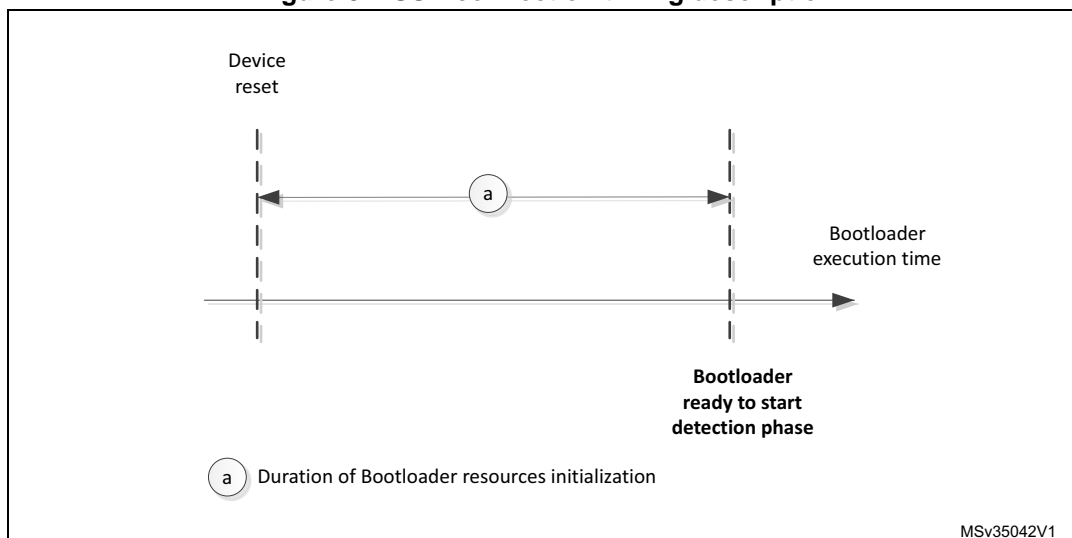 Device
reset
a
Bootloader
execution time
Bootloader
ready to start
detection phase
a Duration of Bootloader resources initialization
MSv35042V1